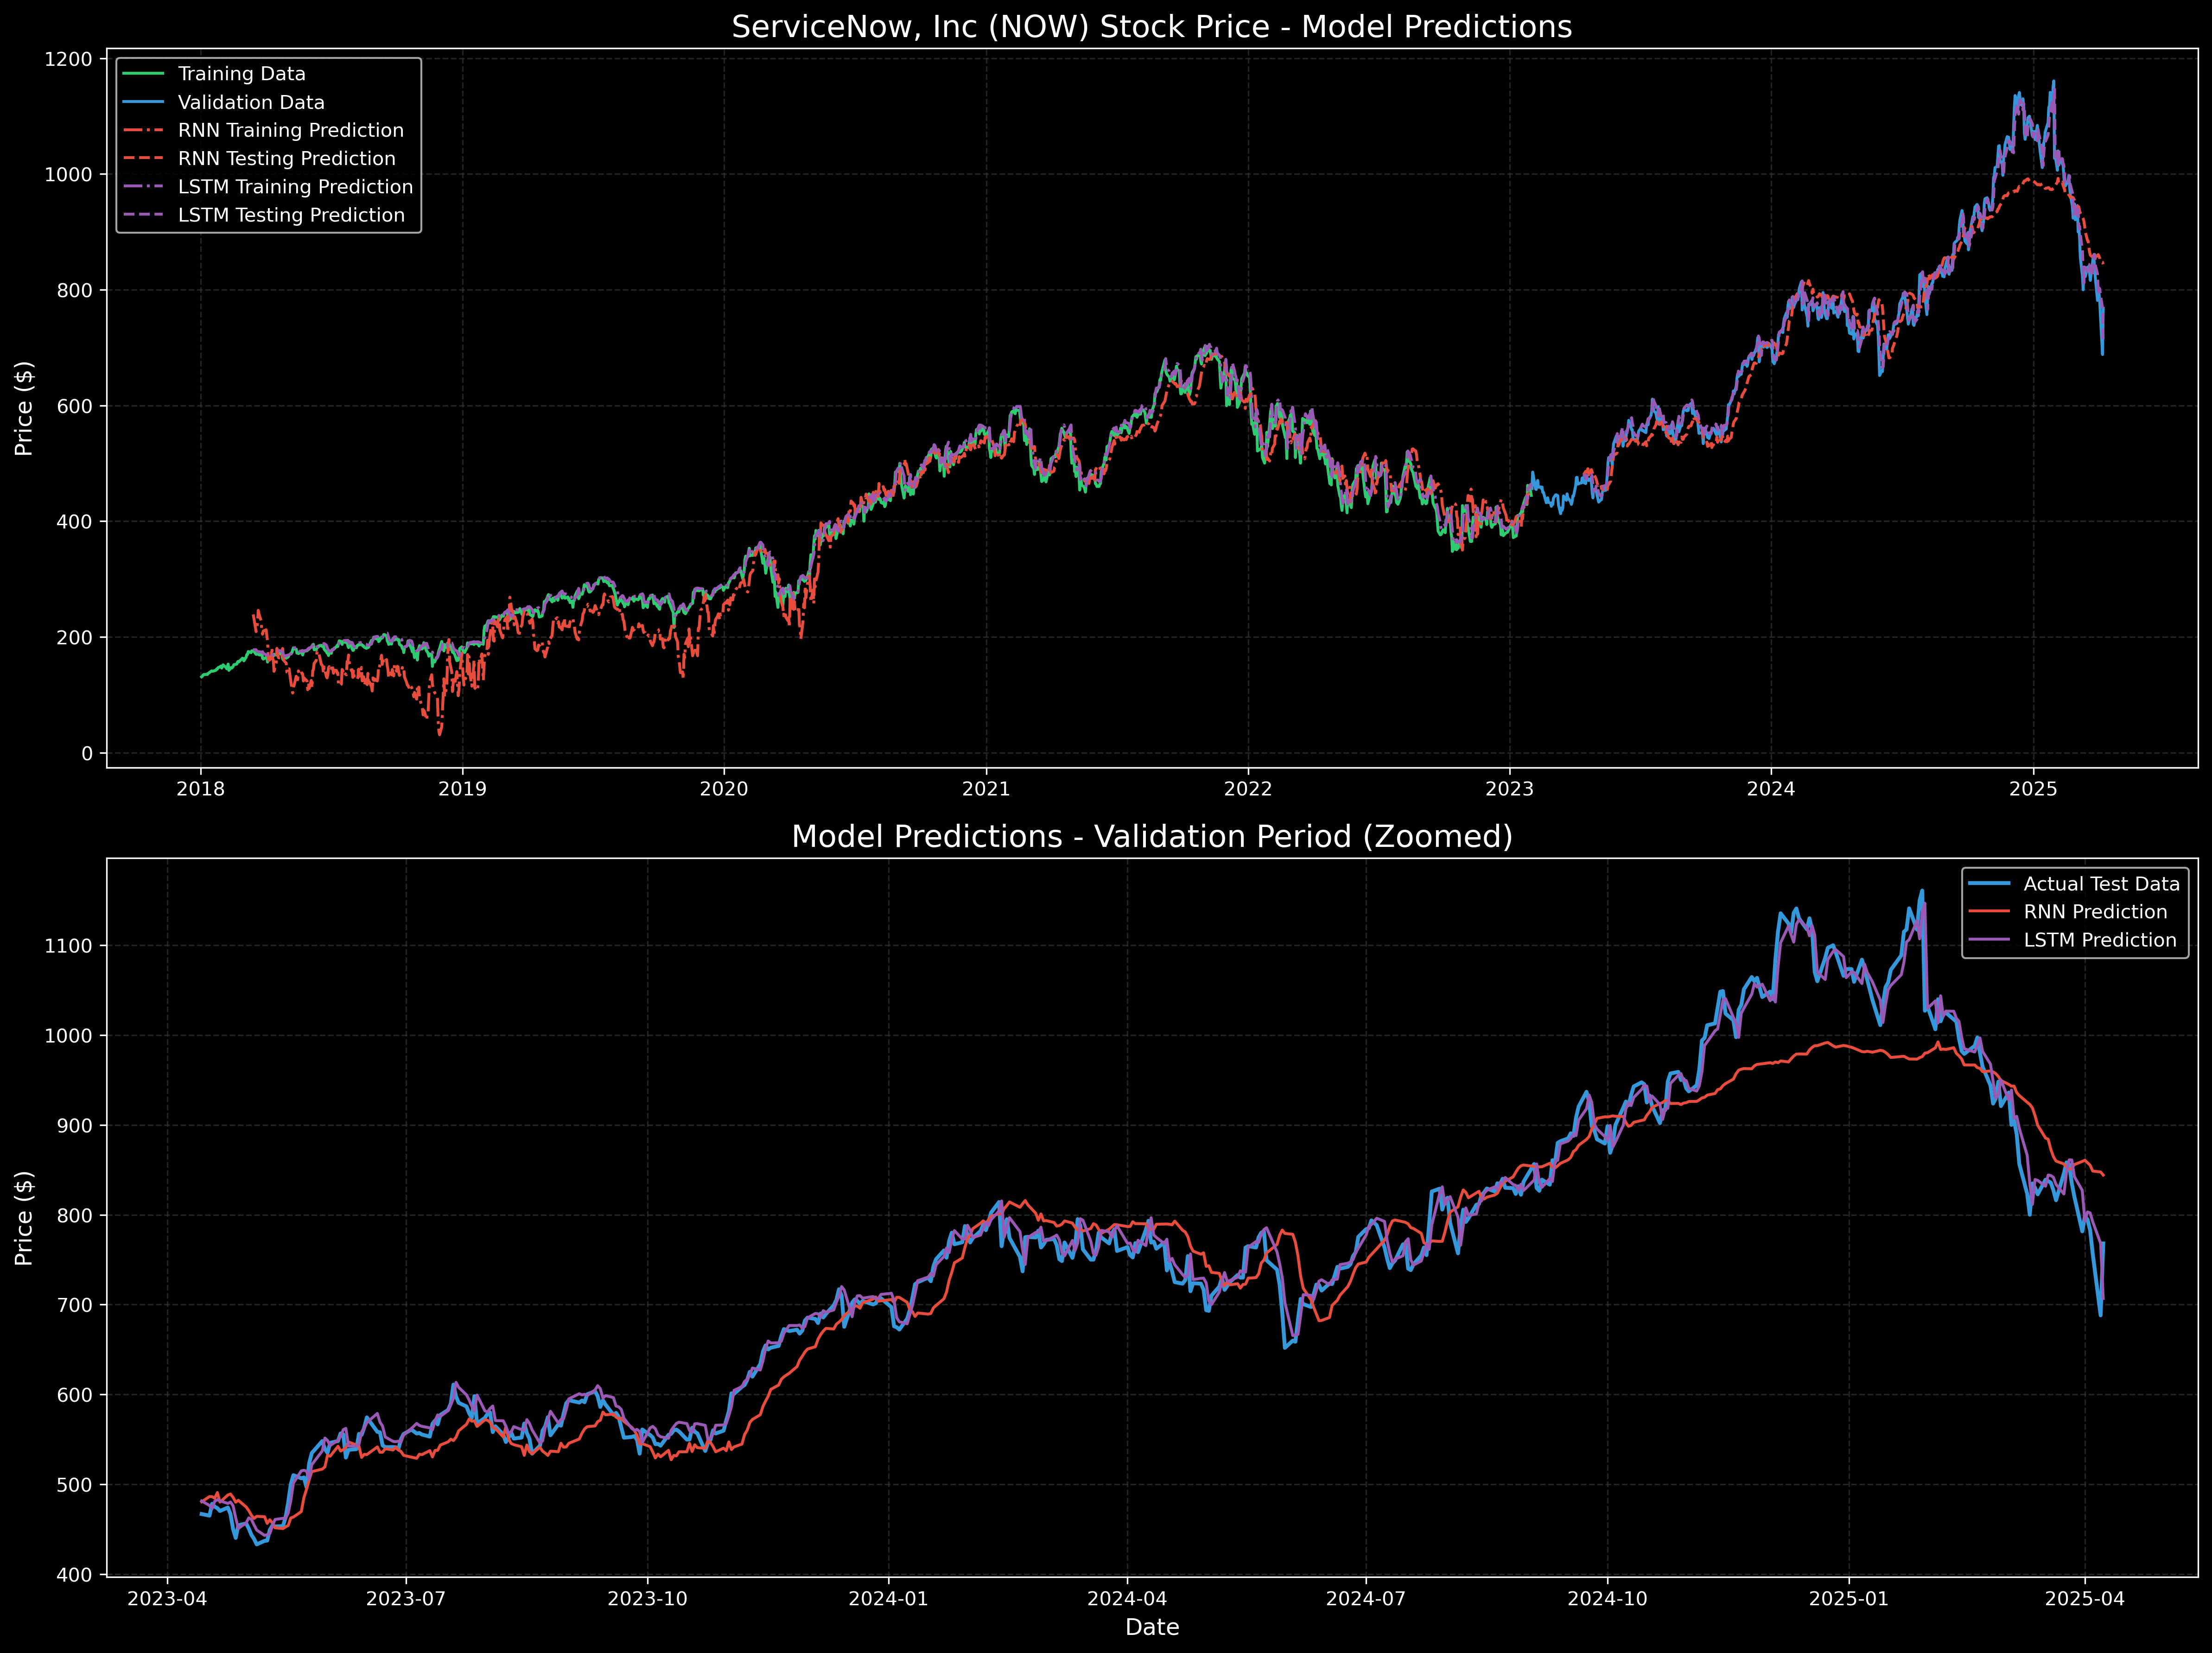 ServiceNow, Inc (NOW) Stock Price - Model Predictions
Training Data
Validation Data
RNN Training Prediction
RNN Testing Prediction
LSTM Training Prediction
LSTM Testing Prediction
Price ($)
1200
1000
800
600
400
200
0
2018 2019 2020 2021 2022 2023 2024 2025
Model Predictions - Validation Period (Zoomed)
Actual Test Data
RNN Prediction
LSTM Prediction
Price ($)
1100
1000
900
800
700
600
500
400
2023-04 2023-07 2023-10 2024-01 2024-04 2024-07 2024-10 2025-01 2025-04
Date